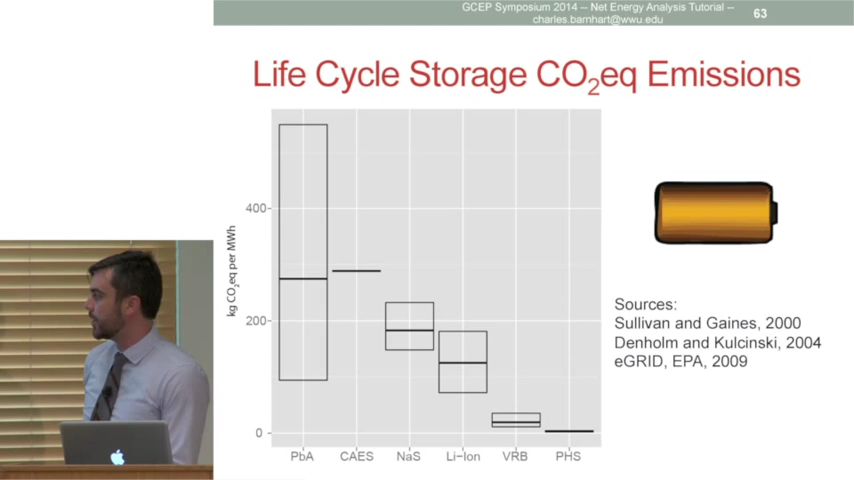 GCEP Symposium 2014 -- Net Energy Analysis Tutorial --
charles.barnhart@wwu.edu
63
Life Cycle Storage CO₂eq Emissions
kg CO₂eq per MWh
400
200
0
PbA CAES NaS Li-Ion VRB PHS
Sources:
Sullivan and Gaines, 2000
Denholm and Kulcinski, 2004
eGRID, EPA, 2009